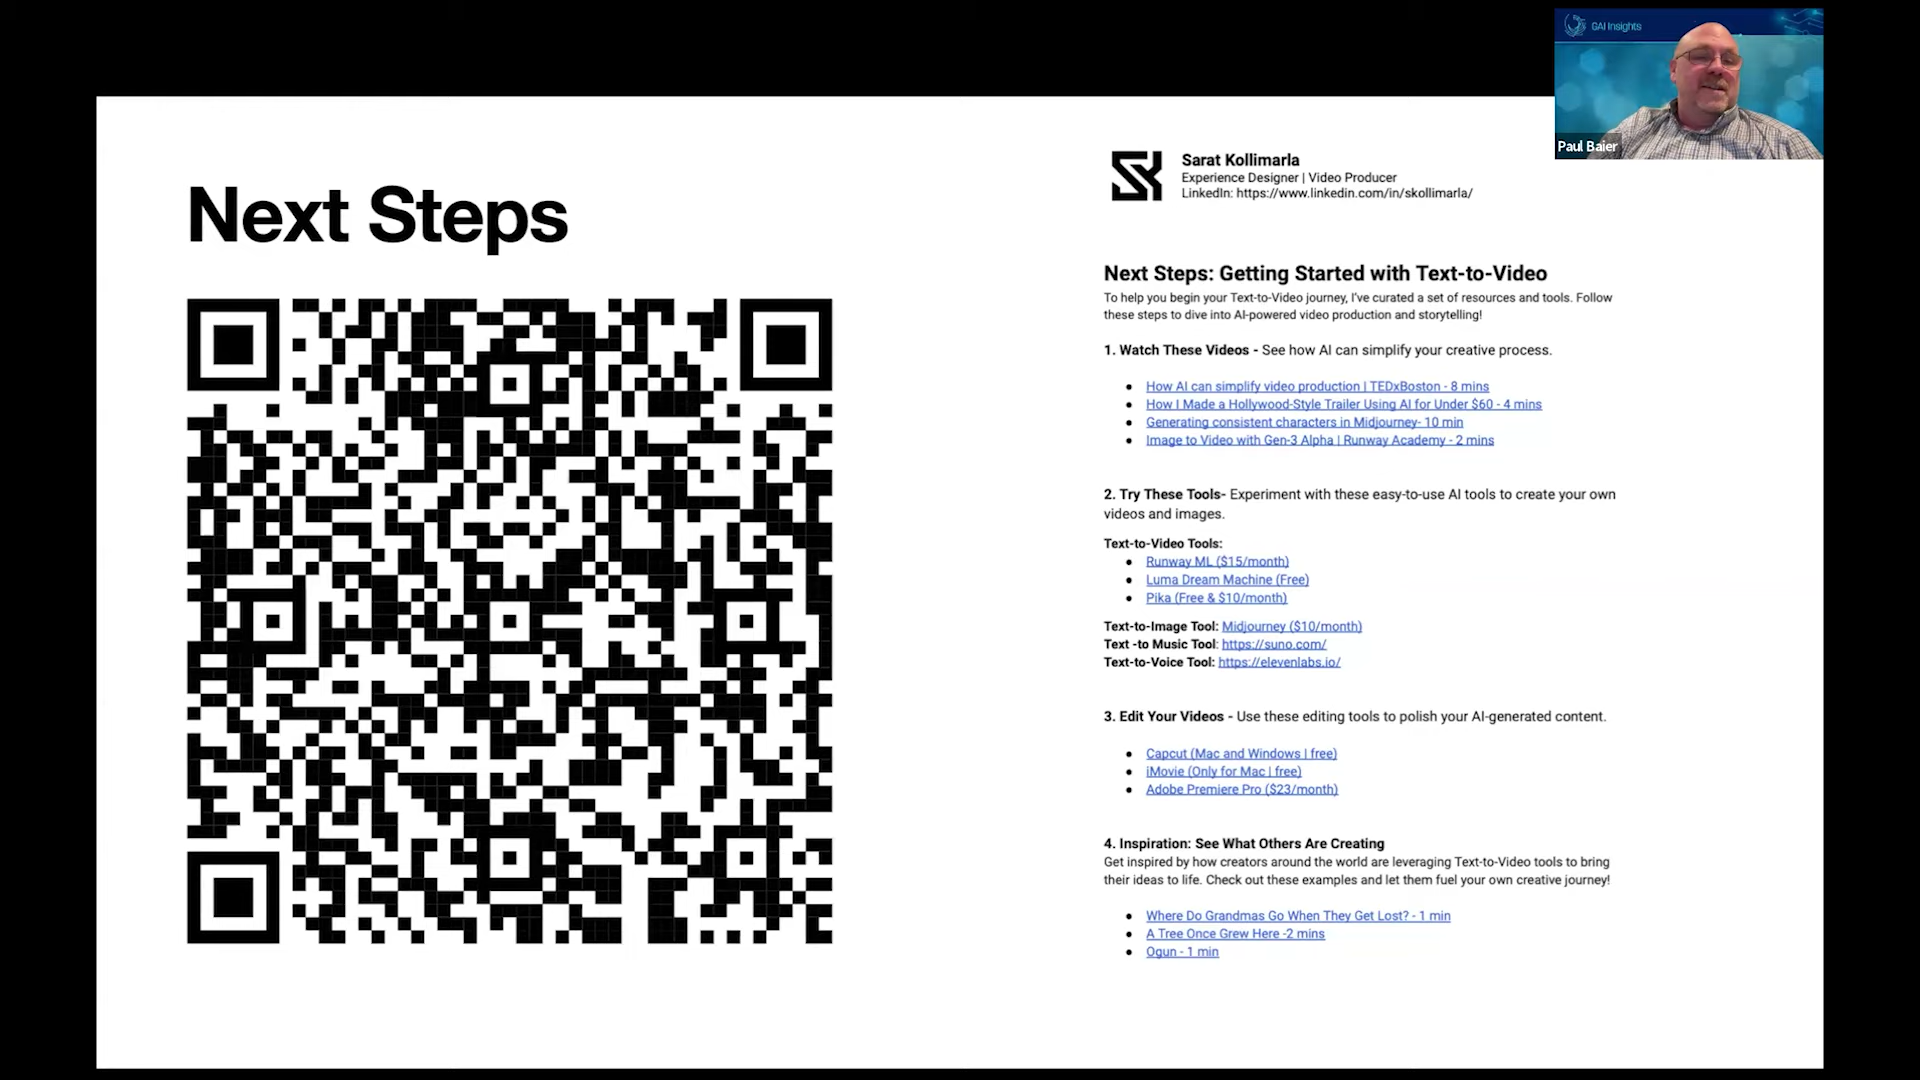 GAI Insights
Paul Baier
Next Steps
Sarat Kollimarla
Experience Designer | Video Producer
LinkedIn: https://www.linkedin.com/in/skollimarla/
Next Steps: Getting Started with Text-to-Video
To help you begin your Text-to-Video journey, I've curated a set of resources and tools. Follow
these steps to dive into AI-powered video production and storytelling!
1. Watch These Videos - See how AI can simplify your creative process.
• How AI can simplify video production | TEDxBoston - 8 mins
• How I Made a Hollywood-Style Trailer Using AI for Under $60 - 4 mins
• Generating consistent characters in Midjourney- 10 min
• Image to Video with Gen-3 Alpha | Runway Academy - 2 mins
2. Try These Tools- Experiment with these easy-to-use AI tools to create your own
videos and images.
Text-to-Video Tools:
• Runway ML ($15/month)
• Luma Dream Machine (Free)
• Pika (Free & $10/month)
Text-to-Image Tool: Midjourney ($10/month)
Text -to Music Tool: https://suno.com/
Text-to-Voice Tool: https://elevenlabs.io/
3. Edit Your Videos - Use these editing tools to polish your AI-generated content.
• Capcut (Mac and Windows | free)
• iMovie (Only for Mac | free)
• Adobe Premiere Pro ($23/month)
4. Inspiration: See What Others Are Creating
Get inspired by how creators around the world are leveraging Text-to-Video tools to bring
their ideas to life. Check out these examples and let them fuel your own creative journey!
• Where Do Grandmas Go When They Get Lost? - 1 min
• A Tree Once Grew Here -2 mins
• Ogun - 1 min